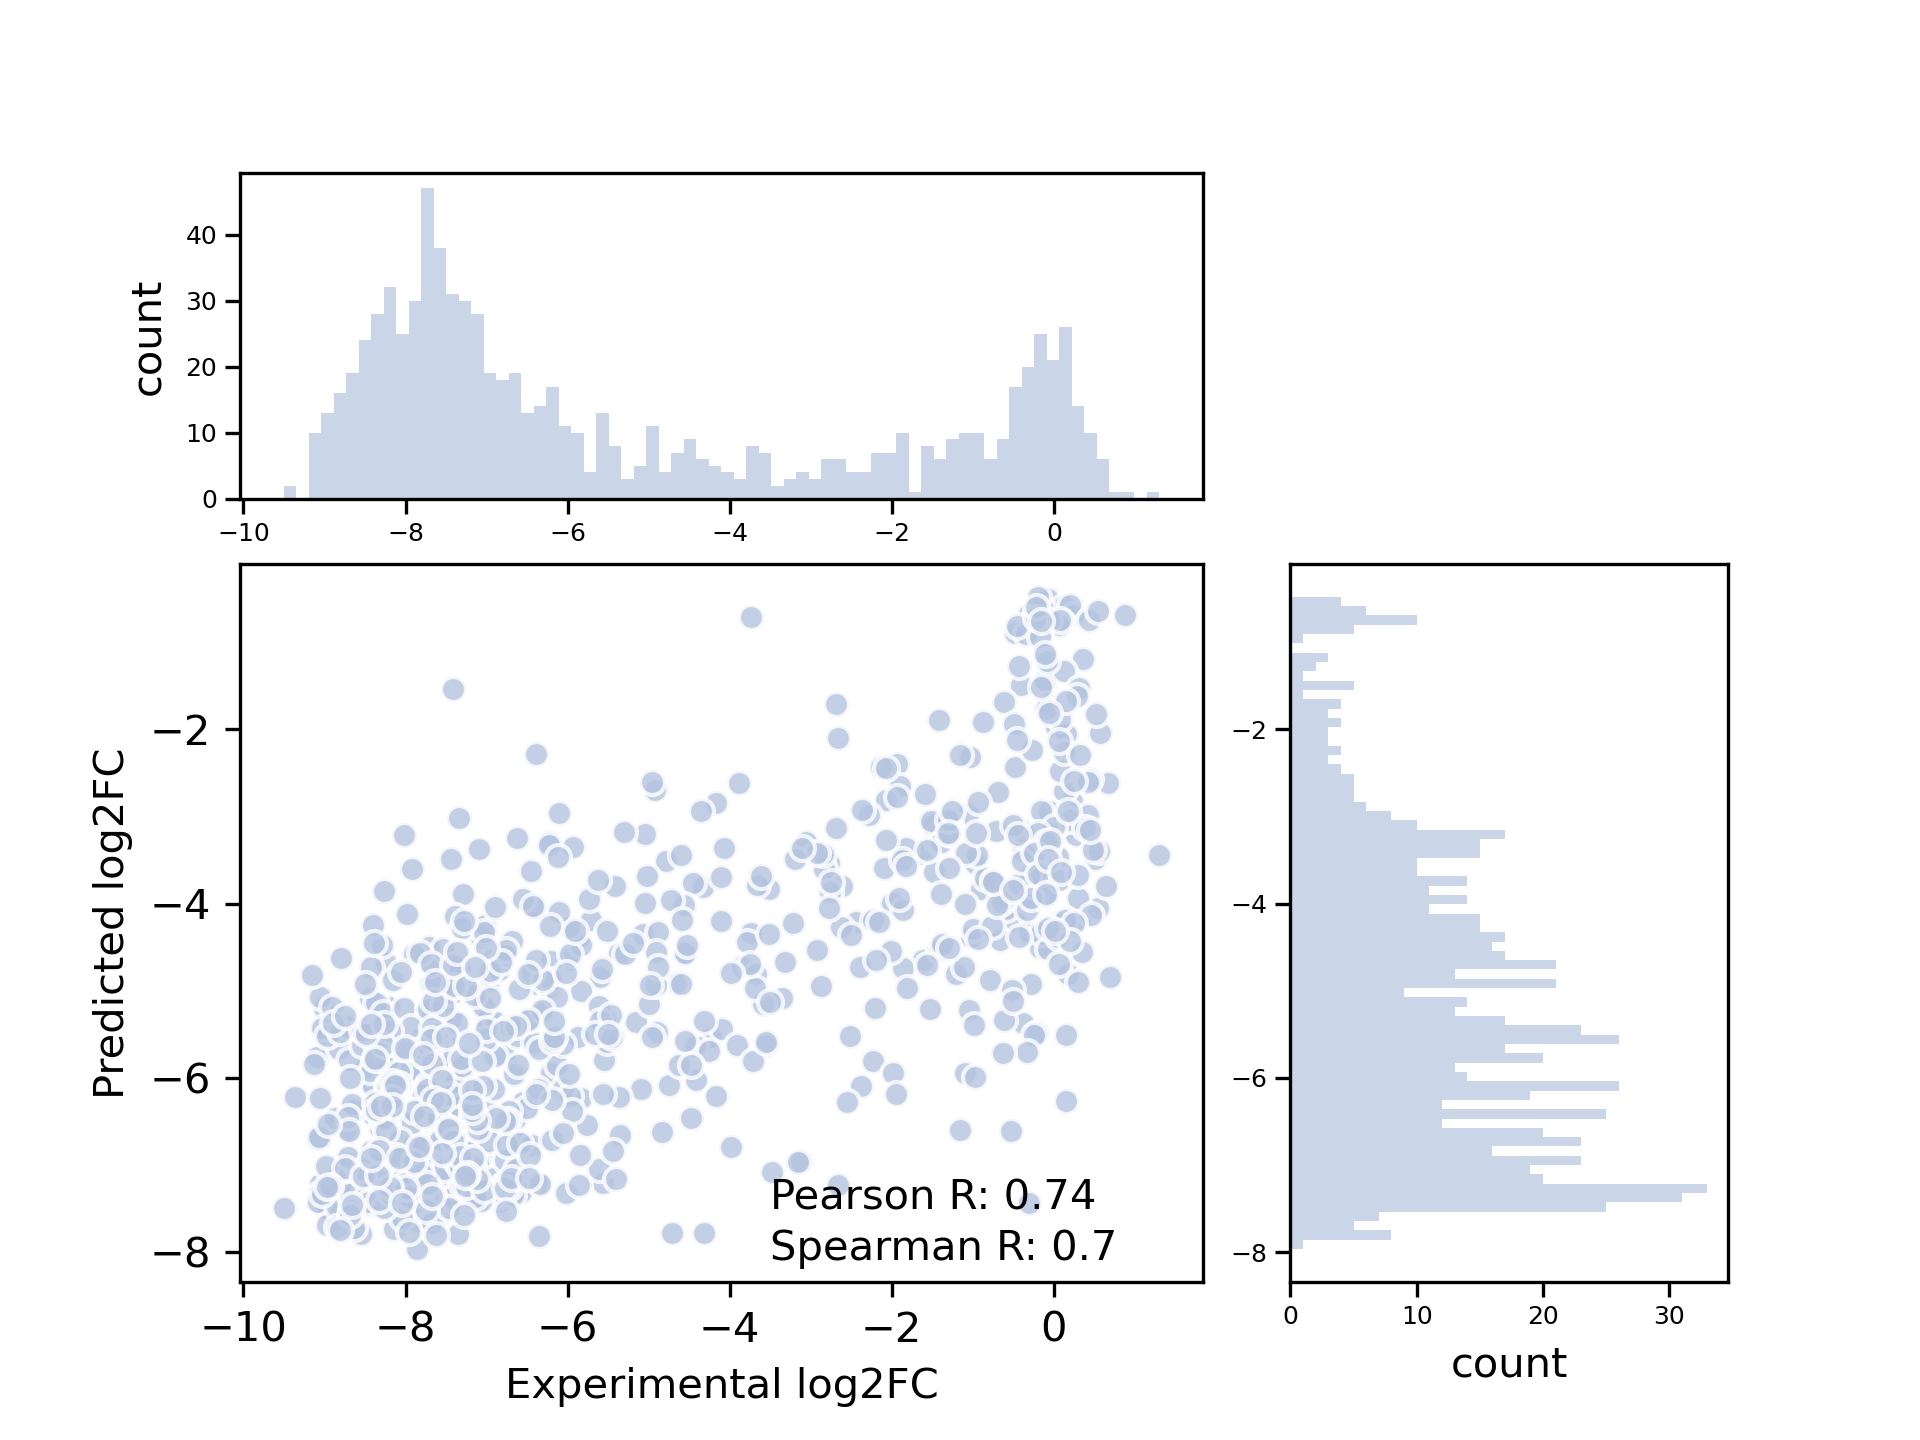 40
30
20
10
0
count
−10 −8 −6 −4 −2 0
−2
−4
−6
−8
Predicted log2FC
Pearson R: 0.74
Spearman R: 0.7
−10 −8 −6 −4 −2 0
Experimental log2FC
−2
−4
−6
−8
0 10 20 30
count